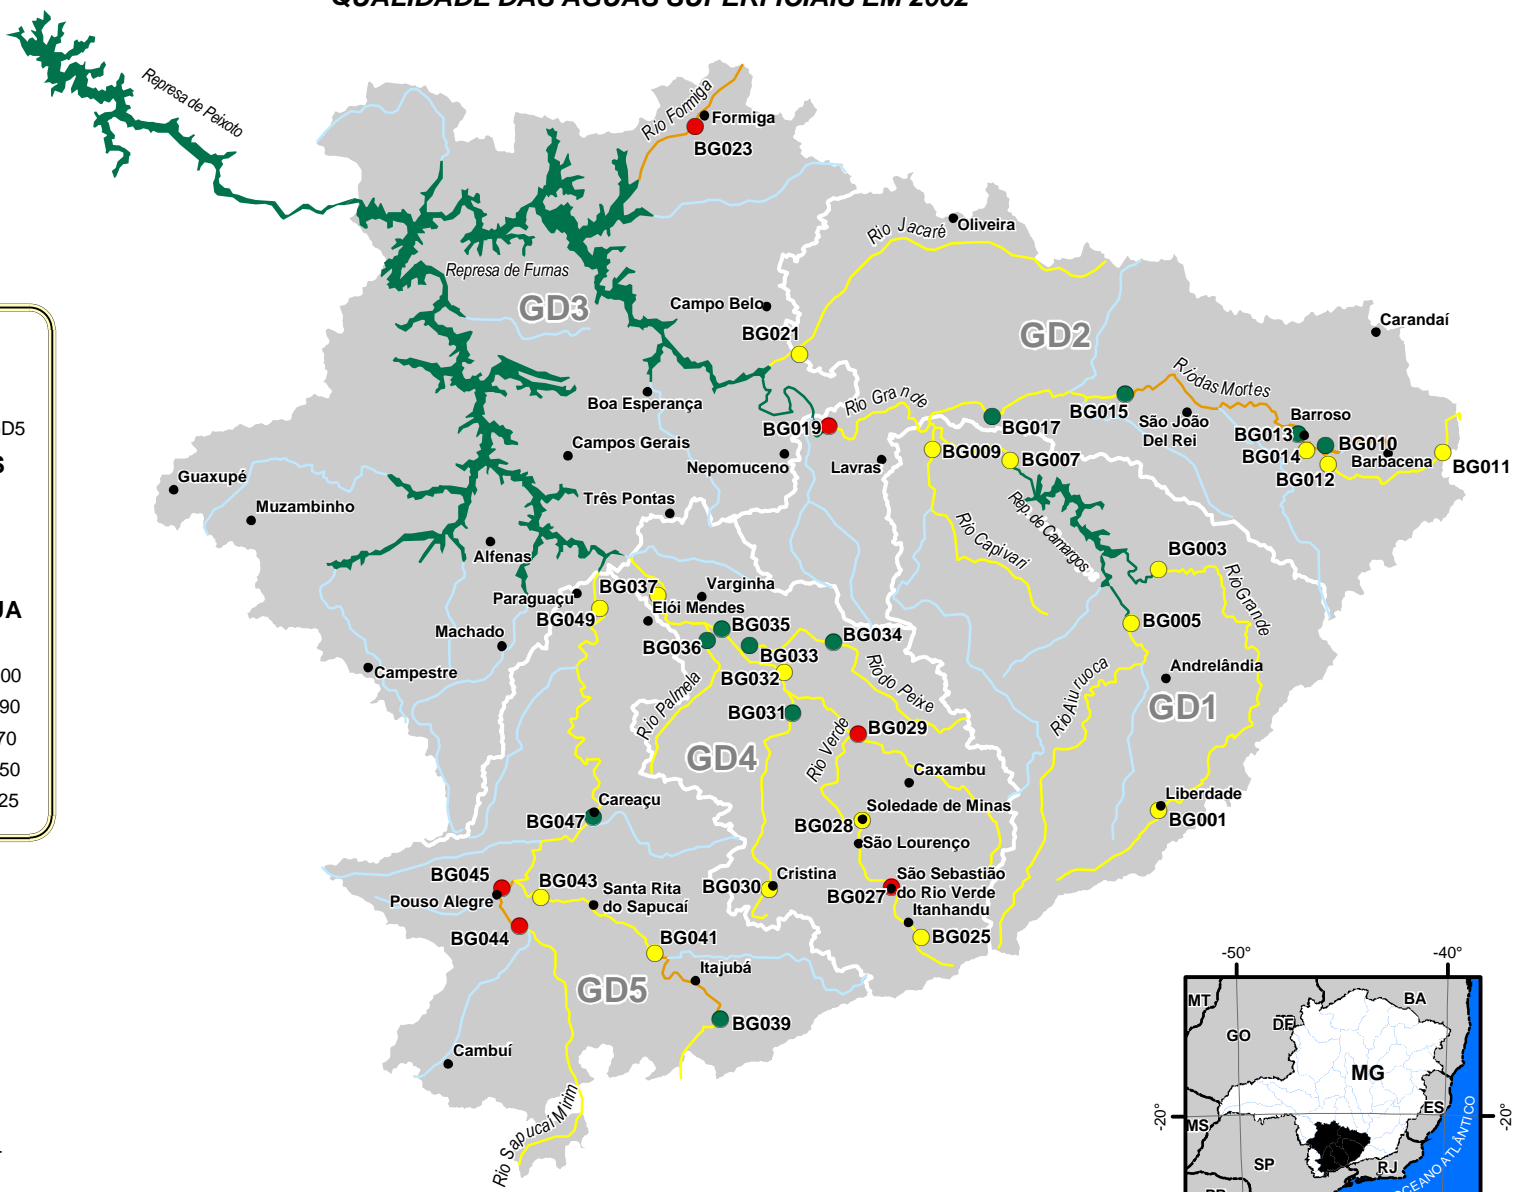 QUALIDADE DAS ÁGUAS SUPERFICIAIS EM 2002
Represa de Peixoto
Rio Formiga
Formiga
BG023
Rio Jacaré
Oliveira
Represa de Furnas
GD3
Campo Belo
BG021
GD2
Carandaí
Boa Esperança
Rio Grande
BG019
BG017
BG015
Rio das Mortes
São João
Del Rei
Barroso
BG013
BG010
BG014
Barbacena
BG012
BG011
Campos Gerais
Nepomuceno
Lavras
BG009
BG007
Guaxupé
Muzambinho
Três Pontas
Rep. de Camargos
Rio Capivari
Alfenas
BG003
Rio Grande
Paraguaçu
BG037
Varginha
BG049
Elói Mendes
Machado
BG035
BG036
BG033
BG034
BG005
Campestre
BG032
Rio do Peixe
Andrelândia
Rio Palmela
BG031
Rio Aiuruoca
GD1
GD4
Rio Verde
BG029
Caxambu
Careaçu
BG047
Soledade de Minas
BG028
São Lourenço
Liberdade
BG001
BG045
Pouso Alegre
BG043
Santa Rita
do Sapucaí
BG030
Cristina
São Sebastião
do Rio Verde
BG027
Itanhandu
BG044
BG025
BG041
Itajubá
GD5
BG039
Cambuí
Rio Sapucaí Mirim
D5
S
UA
00
90
70
50
25
-50°
-40°
MT
BA
GO
MG
ES
-20°
-20°
MS
SP
RJ
OCEANO ATLÂNTICO